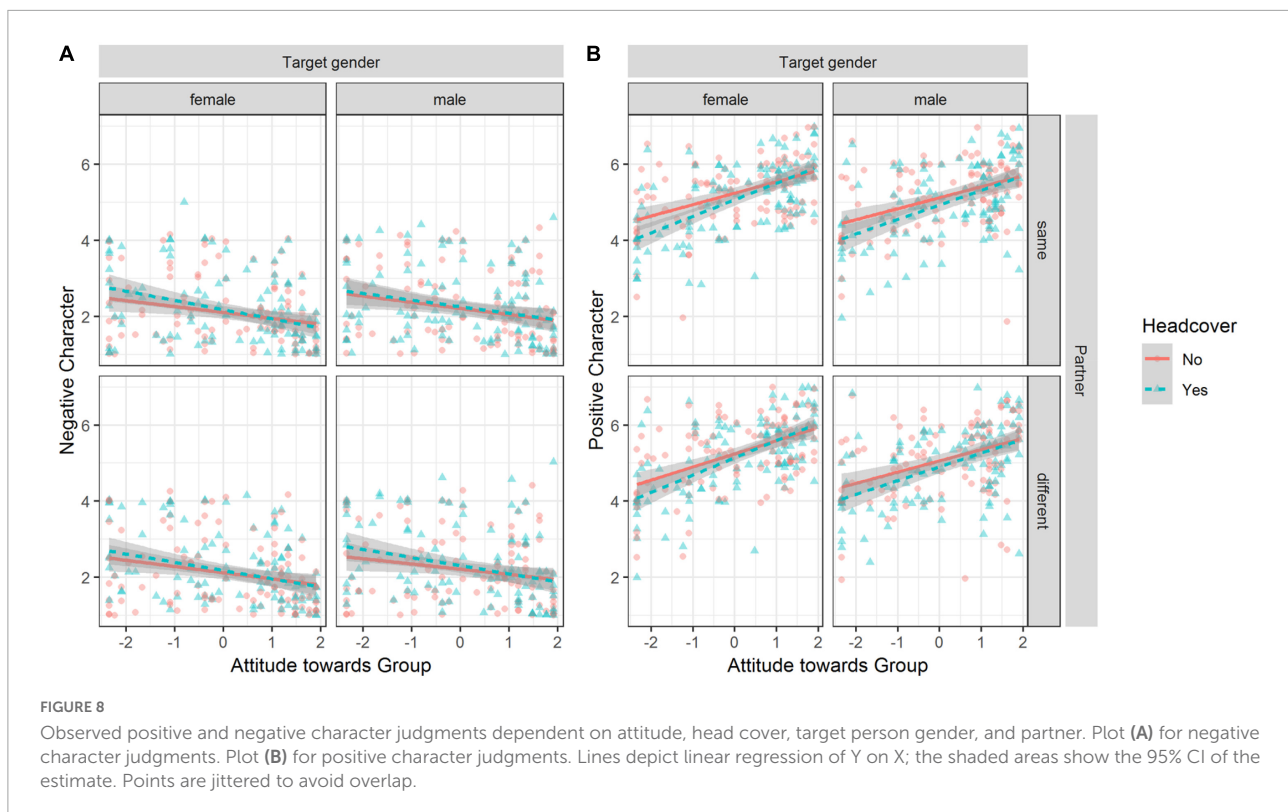 A
Target gender
female
male
Negative Character
6
4
2
6
4
2
-2
-1
0
1
2
-2
-1
0
1
2
Attitude towards Group
B
Target gender
female
male
Positive Character
6
4
2
6
4
2
-2
-1
0
1
2
-2
-1
0
1
2
Attitude towards Group
same
different
Partner
Headcover
No
Yes
FIGURE 8
Observed positive and negative character judgments dependent on attitude, head cover, target person gender, and partner. Plot (A) for negative
character judgments. Plot (B) for positive character judgments. Lines depict linear regression of Y on X; the shaded areas show the 95% CI of the
estimate. Points are jittered to avoid overlap.